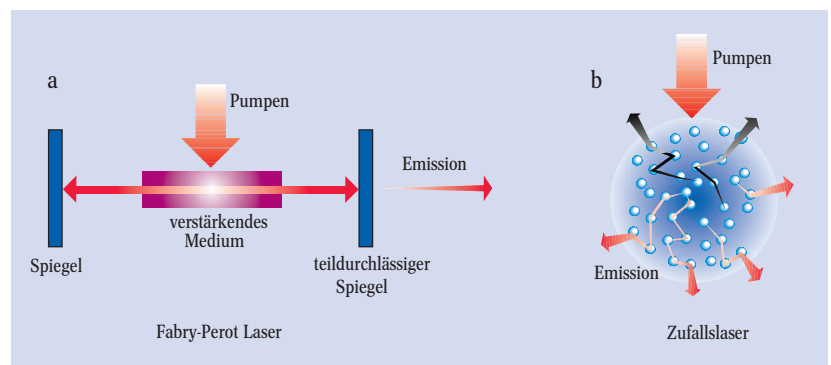 a
Pumpen
Emission
verstärkendes
Medium
Spiegel
teildurchlässiger
Spiegel
Fabry-Perot Laser
b
Pumpen
Emission
Zufallslaser